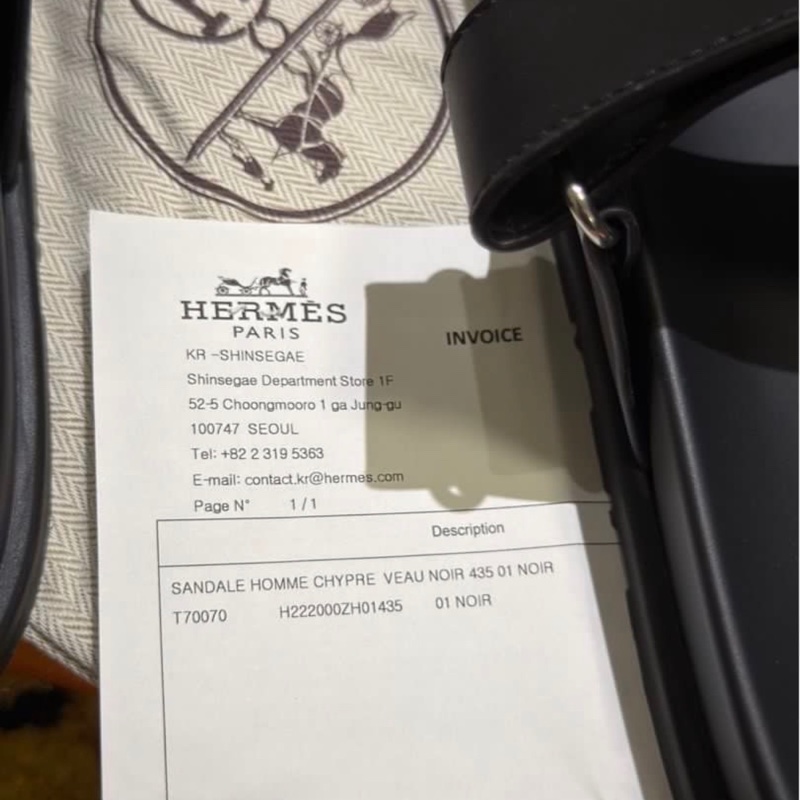 HERMÈS
PARIS
INVOICE
KR -SHINSEGAE
Shinsegae Department Store 1F
52-5 Choongmooro 1 ga Jung-gu
100747 SEOUL
Tel: +82 2 319 5363
E-mail: contact.kr@hermes.com
Page N° 1 / 1
Description
SANDALE HOMME CHYPRE VEAU NOIR 435 01 NOIR
T70070 H222000ZH01435 01 NOIR